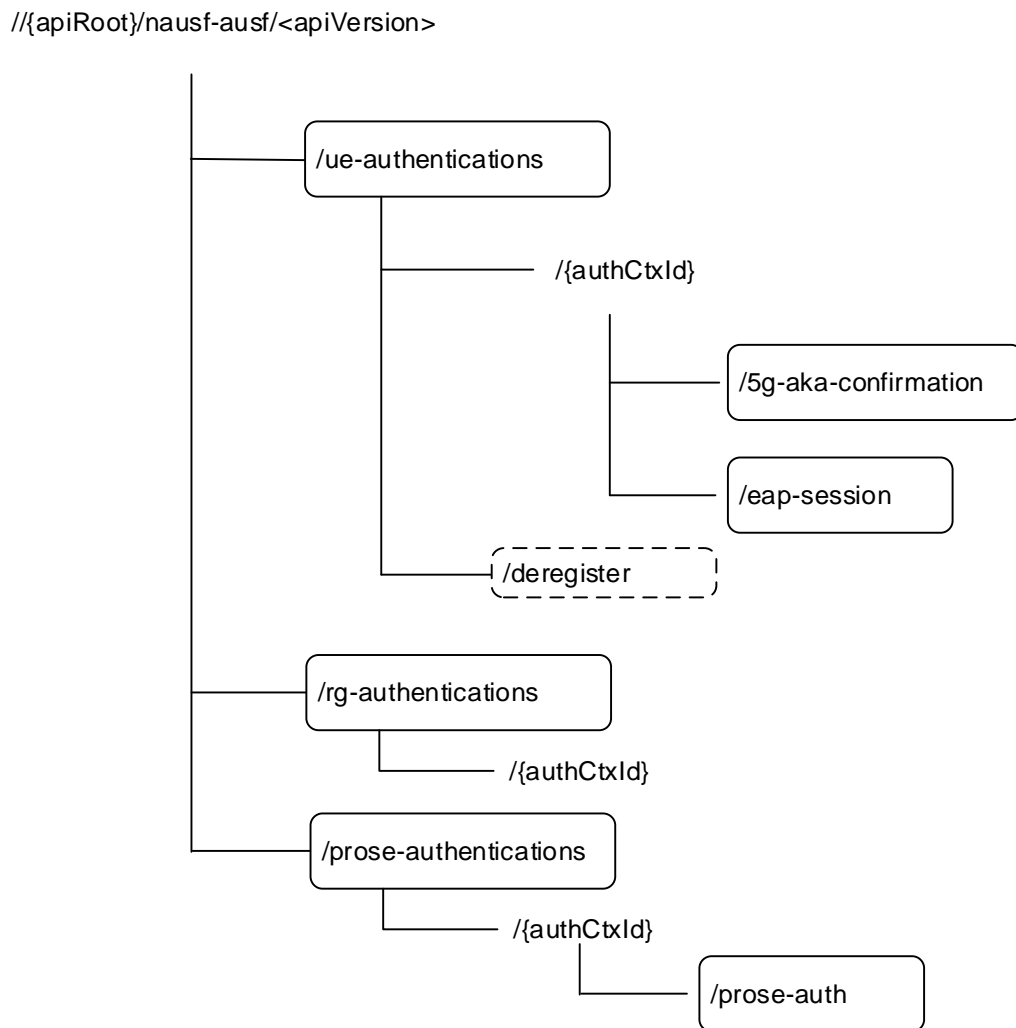 //{apiRoot}/nausf-ausf/<apiVersion>
/ue-authentications
/{authCtxId}
/5g-aka-confirmation
/eap-session
/deregister
/rg-authentications
/{authCtxId}
/prose-authentications
/{authCtxId}
/prose-auth